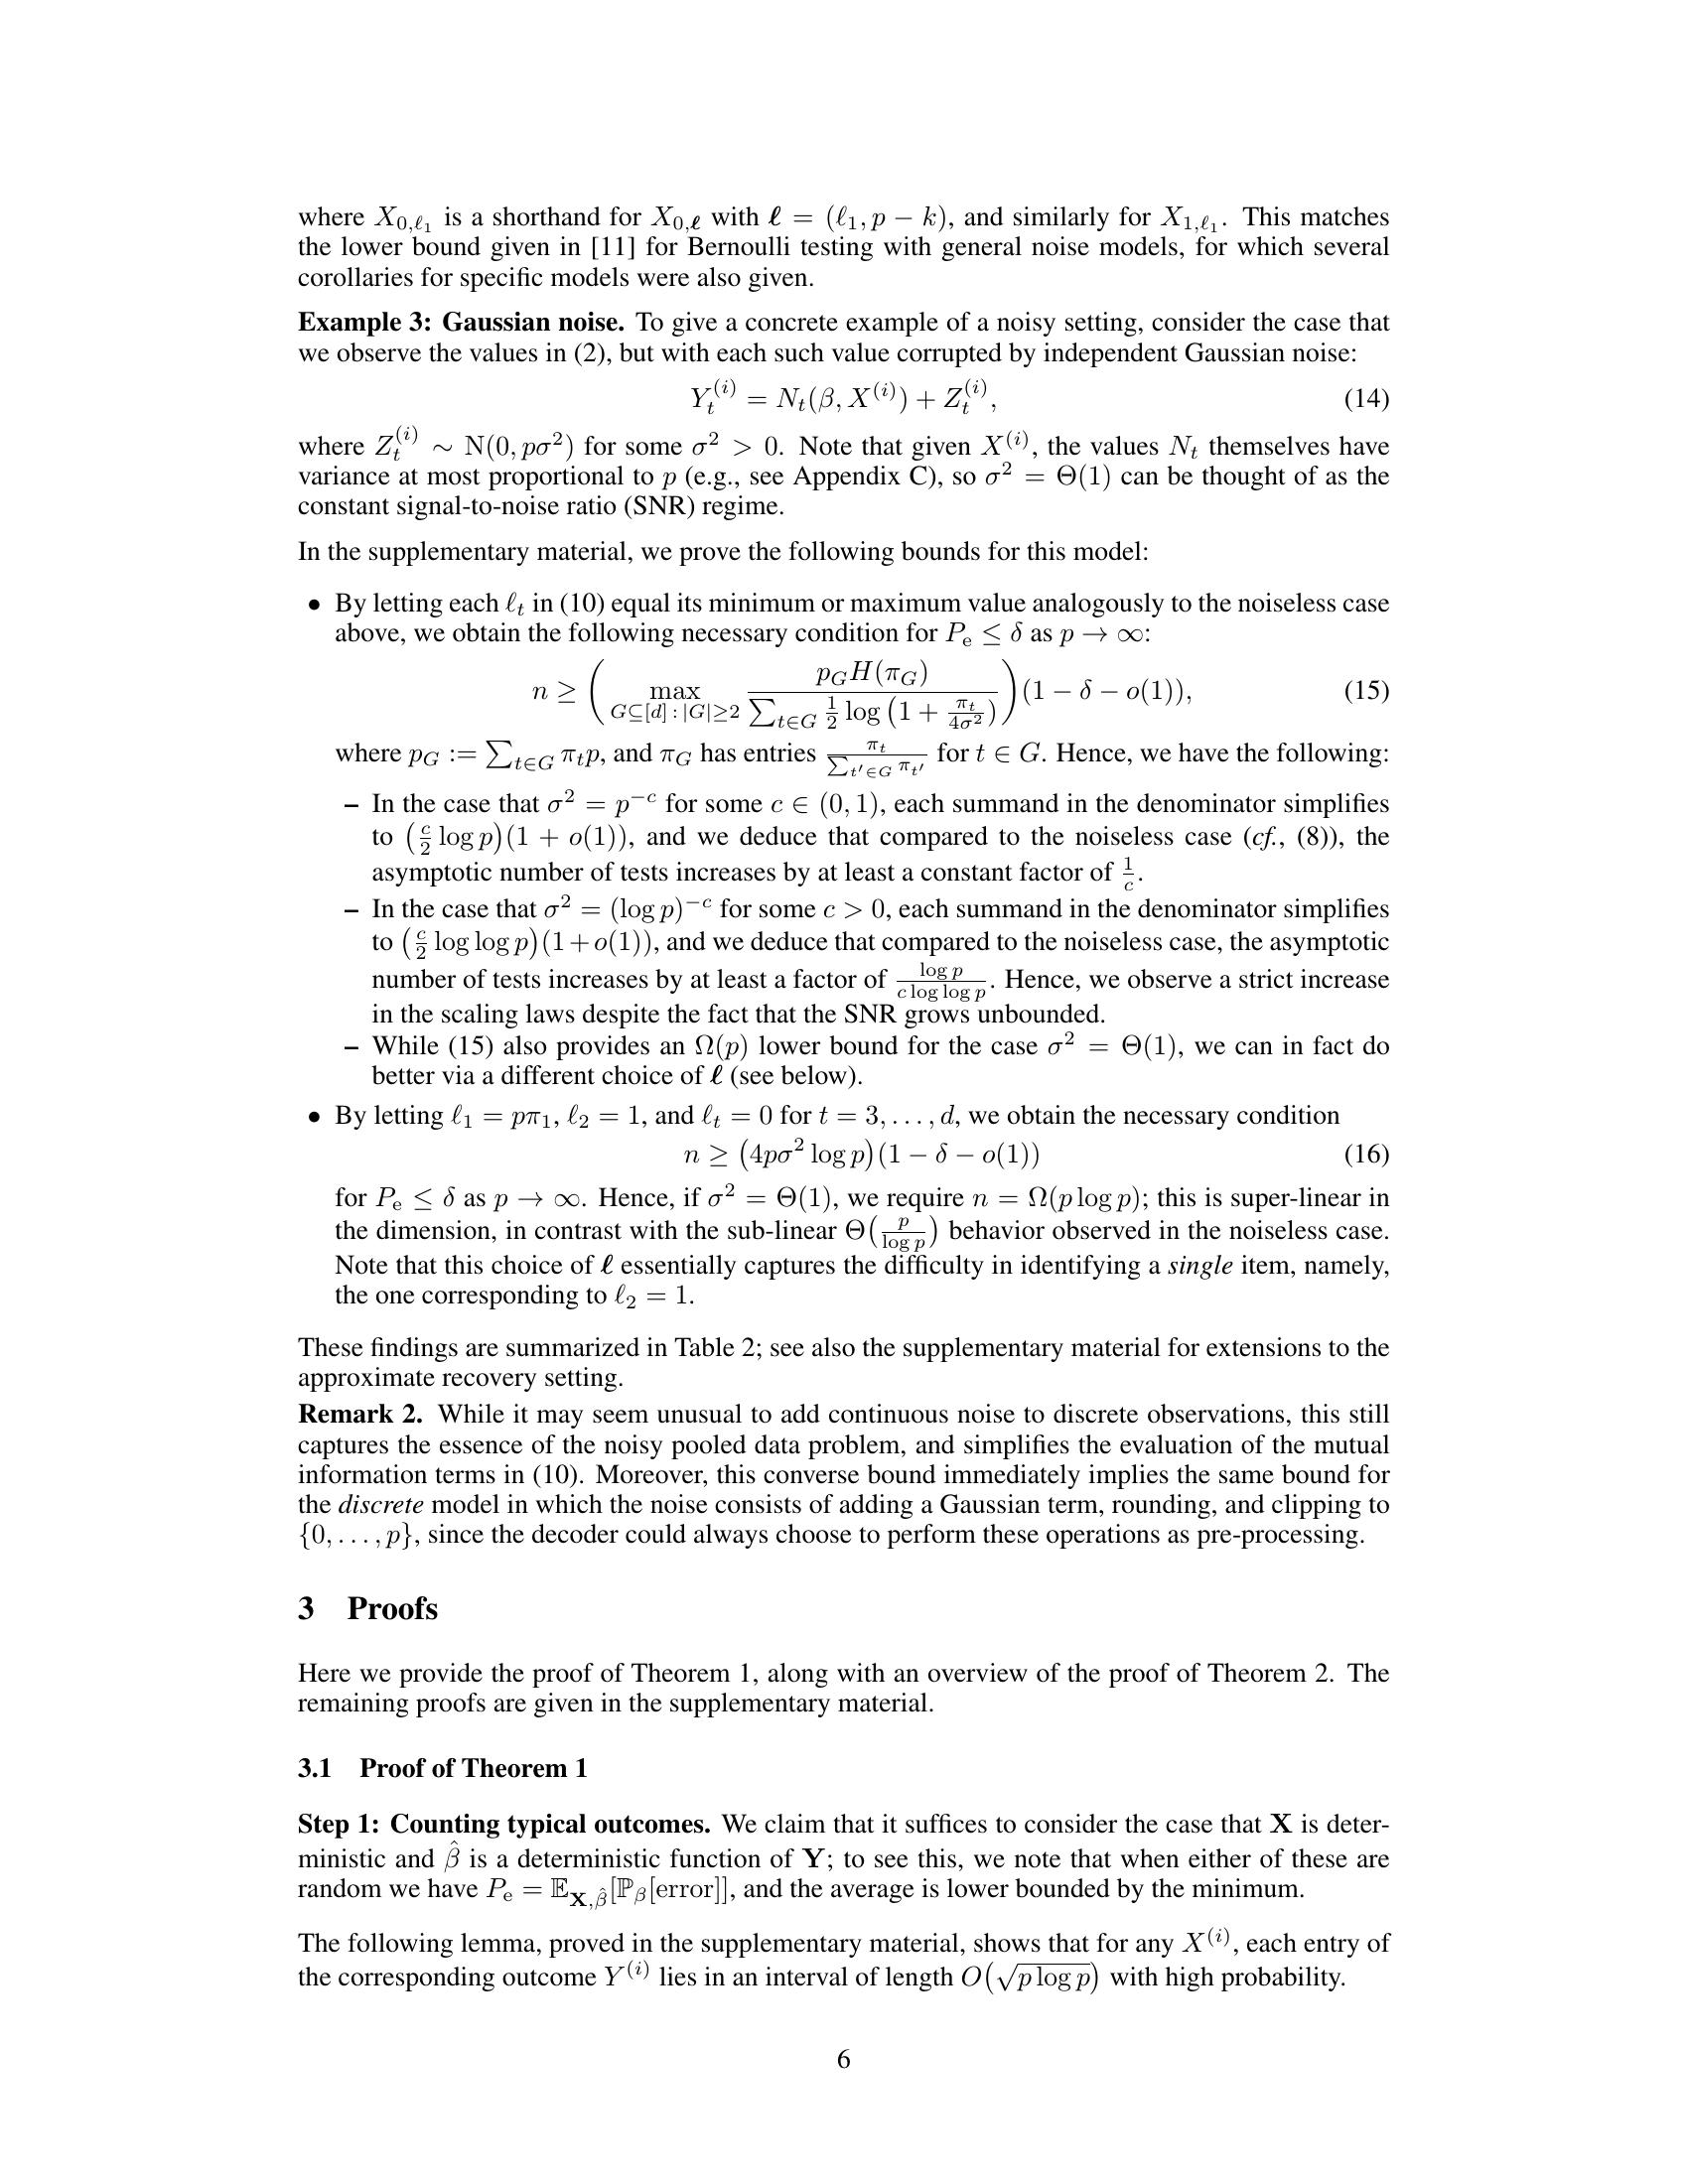 where $X_{0,\ell_1}$ is a shorthand for $X_{0,\boldsymbol{\ell}}$ with $\boldsymbol{\ell} = (\ell_1, p - k)$, and similarly for $X_{1,\ell_1}$. This matches
the lower bound given in [11] for Bernoulli testing with general noise models, for which several
corollaries for specific models were also given.
Example 3: Gaussian noise. To give a concrete example of a noisy setting, consider the case that
we observe the values in (2), but with each such value corrupted by independent Gaussian noise:
$Y_t^{(i)} = N_t(\beta, X^{(i)}) + Z_t^{(i)},$ (14)
where $Z_t^{(i)} \sim \mathrm{N}(0, p\sigma^2)$ for some $\sigma^2 > 0$. Note that given $X^{(i)}$, the values $N_t$ themselves have
variance at most proportional to $p$ (e.g., see Appendix C), so $\sigma^2 = \Theta(1)$ can be thought of as the
constant signal-to-noise ratio (SNR) regime.
In the supplementary material, we prove the following bounds for this model:
• By letting each $\ell_t$ in (10) equal its minimum or maximum value analogously to the noiseless case
above, we obtain the following necessary condition for $P_e \le \delta$ as $p \to \infty$:
$n \ge \left( \max_{G \subseteq [d] : |G| \ge 2} \frac{p_G H(\pi_G)}{\sum_{t \in G} \frac{1}{2} \log\left(1 + \frac{\pi_t}{4\sigma^2}\right)} \right)(1 - \delta - o(1)),$ (15)
where $p_G := \sum_{t \in G} \pi_t p$, and $\pi_G$ has entries $\frac{\pi_t}{\sum_{t' \in G} \pi_{t'}}$ for $t \in G$. Hence, we have the following:
– In the case that $\sigma^2 = p^{-c}$ for some $c \in (0, 1)$, each summand in the denominator simplifies
to $\left(\frac{c}{2} \log p\right)(1 + o(1))$, and we deduce that compared to the noiseless case (cf., (8)), the
asymptotic number of tests increases by at least a constant factor of $\frac{1}{c}$.
– In the case that $\sigma^2 = (\log p)^{-c}$ for some $c > 0$, each summand in the denominator simplifies
to $\left(\frac{c}{2} \log \log p\right)(1 + o(1))$, and we deduce that compared to the noiseless case, the asymptotic
number of tests increases by at least a factor of $\frac{\log p}{c \log \log p}$. Hence, we observe a strict increase
in the scaling laws despite the fact that the SNR grows unbounded.
– While (15) also provides an $\Omega(p)$ lower bound for the case $\sigma^2 = \Theta(1)$, we can in fact do
better via a different choice of $\boldsymbol{\ell}$ (see below).
• By letting $\ell_1 = p\pi_1$, $\ell_2 = 1$, and $\ell_t = 0$ for $t = 3, \ldots, d$, we obtain the necessary condition
$n \ge \left(4p\sigma^2 \log p\right)(1 - \delta - o(1))$ (16)
for $P_e \le \delta$ as $p \to \infty$. Hence, if $\sigma^2 = \Theta(1)$, we require $n = \Omega(p \log p)$; this is super-linear in
the dimension, in contrast with the sub-linear $\Theta\left(\frac{p}{\log p}\right)$ behavior observed in the noiseless case.
Note that this choice of $\boldsymbol{\ell}$ essentially captures the difficulty in identifying a single item, namely,
the one corresponding to $\ell_2 = 1$.
These findings are summarized in Table 2; see also the supplementary material for extensions to the
approximate recovery setting.
Remark 2. While it may seem unusual to add continuous noise to discrete observations, this still
captures the essence of the noisy pooled data problem, and simplifies the evaluation of the mutual
information terms in (10). Moreover, this converse bound immediately implies the same bound for
the discrete model in which the noise consists of adding a Gaussian term, rounding, and clipping to
$\{0, \ldots, p\}$, since the decoder could always choose to perform these operations as pre-processing.
3 Proofs
Here we provide the proof of Theorem 1, along with an overview of the proof of Theorem 2. The
remaining proofs are given in the supplementary material.
3.1 Proof of Theorem 1
Step 1: Counting typical outcomes. We claim that it suffices to consider the case that $\mathbf{X}$ is deter-
ministic and $\hat{\beta}$ is a deterministic function of $\mathbf{Y}$; to see this, we note that when either of these are
random we have $P_e = \mathbb{E}_{\mathbf{X},\hat{\beta}}[\mathbb{P}_\beta[\mathrm{error}]]$, and the average is lower bounded by the minimum.
The following lemma, proved in the supplementary material, shows that for any $X^{(i)}$, each entry of
the corresponding outcome $Y^{(i)}$ lies in an interval of length $O\left(\sqrt{p \log p}\right)$ with high probability.
6